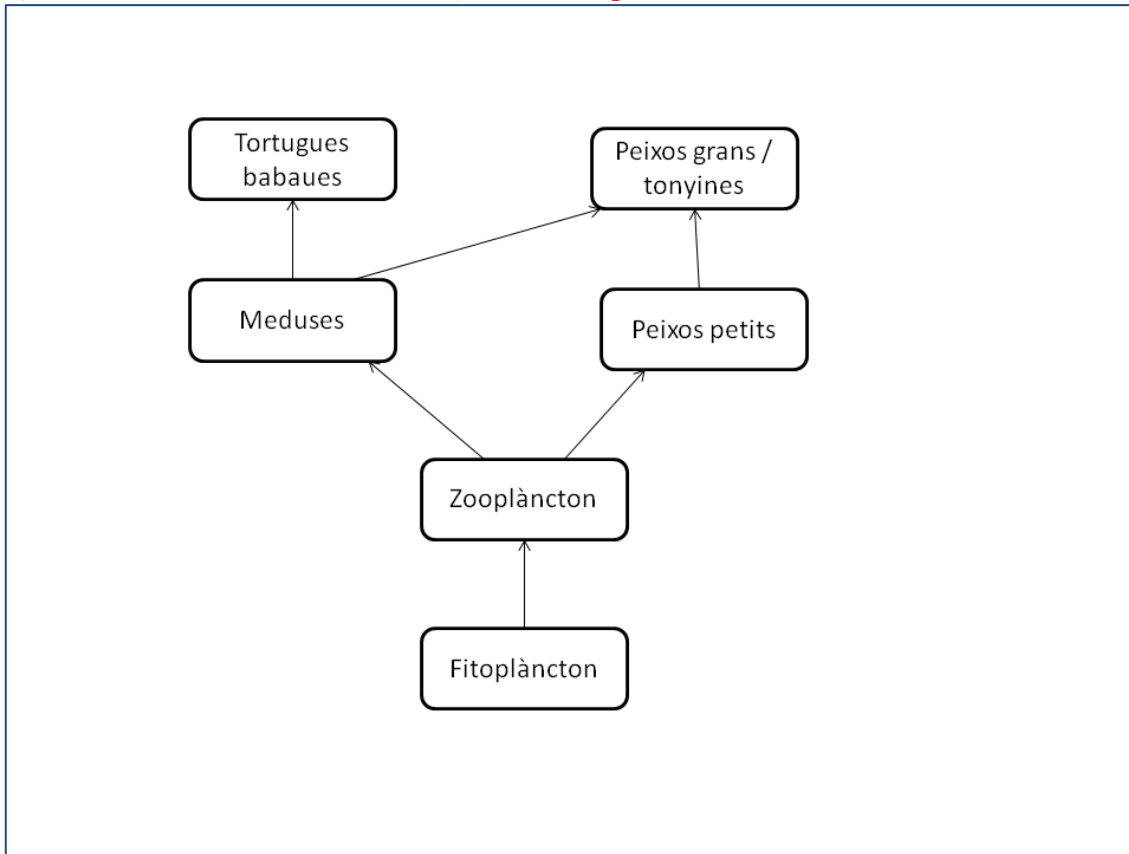 Tortugues
babaues
Peixos grans /
tonyines
Meduses
Peixos petits
Zooplàncton
Fitoplàncton